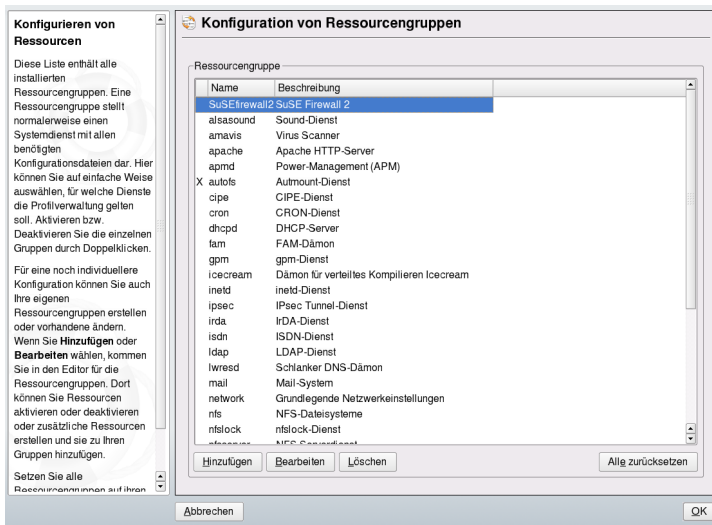 Konfigurieren von
Ressourcen
Diese Liste enthält alle
installierten
Ressourcengruppen. Eine
Ressourcengruppe stellt
normalerweise einen
Systemdienst mit allen
benötigten
Konfigurationsdateien dar. Hier
können Sie auf einfache Weise
auswählen, für welche Dienste
die Profilverwaltung gelten
soll. Aktivieren bzw.
Deaktivieren Sie die einzelnen
Gruppen durch Doppelklicken.
Für eine noch individuellere
Konfiguration können Sie auch
Ihre eigenen
Ressourcengruppen erstellen
oder vorhandene ändern.
Wenn Sie Hinzufügen oder
Bearbeiten wählen, kommen
Sie in den Editor für die
Ressourcengruppen. Dort
können Sie Ressourcen
aktivieren oder deaktivieren
oder zusätzliche Ressourcen
erstellen und sie zu Ihren
Gruppen hinzufügen.
Setzen Sie alle
Ressourcengruppen auf ihren
Konfiguration von Ressourcengruppen
Ressourcengruppe
Name Beschreibung
SuSEfirewall2 SuSE Firewall 2
alsasound Sound-Dienst
amavis Virus Scanner
apache Apache HTTP-Server
apmd Power-Management (APM)
X autofs Autmount-Dienst
cipe CIPE-Dienst
cron CRON-Dienst
dhcpd DHCP-Server
fam FAM-Dämon
gpm gpm-Dienst
icecream Dämon für verteiltes Kompilieren Icecream
inetd inetd-Dienst
ipsec IPsec Tunnel-Dienst
irda IrDA-Dienst
isdn ISDN-Dienst
ldap LDAP-Dienst
lwresd Schlanker DNS-Dämon
mail Mail-System
network Grundlegende Netzwerkeinstellungen
nfs NFS-Dateisysteme
nfslock nfslock-Dienst
nfsserver NFS-Serverdienst
Hinzufügen Bearbeiten Löschen Alle zurücksetzen
Abbrechen OK